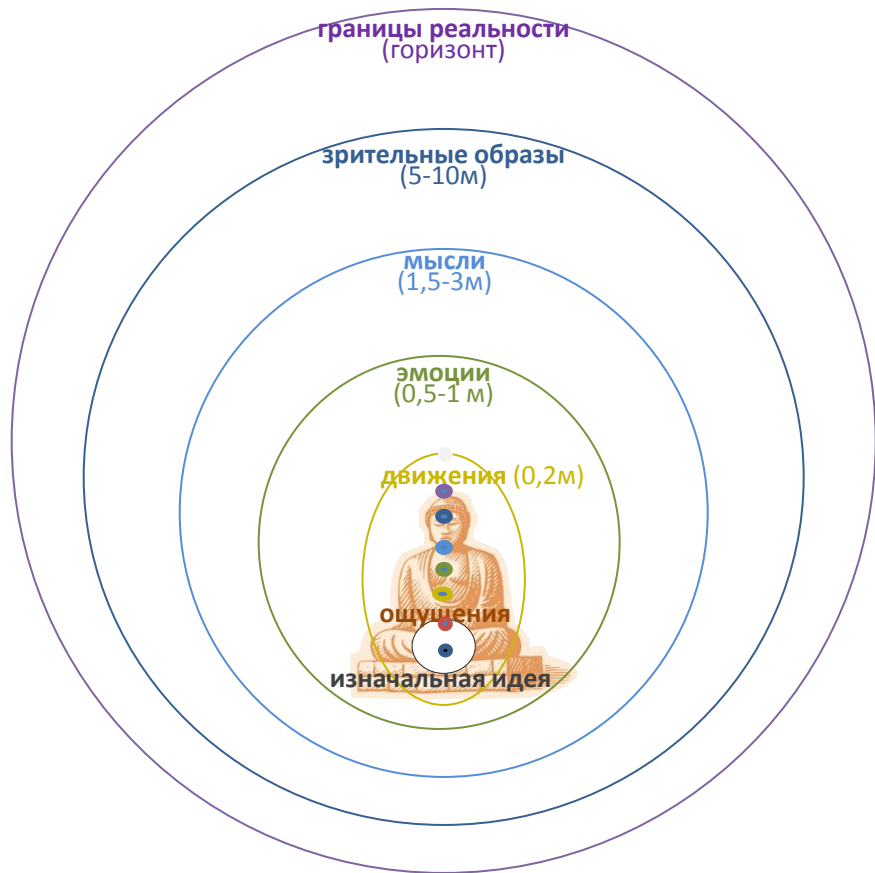 границы реальности
(горизонт)
зрительные образы
(5-10м)
мысли
(1,5-3м)
эмоции
(0,5-1 м)
движения (0,2м)
ощущения
изначальная идея